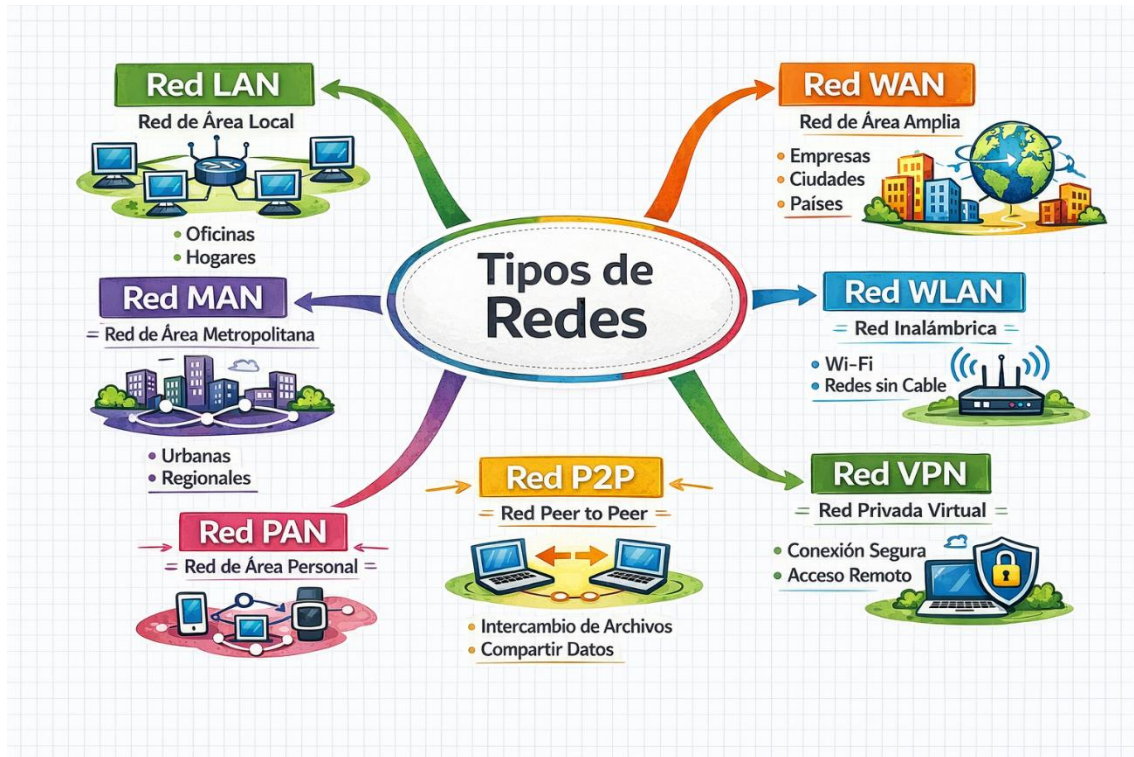 Tipos de
Redes
Red LAN
Red de Área Local
• Oficinas
• Hogares
Red MAN
Red de Área Metropolitana
• Urbanas
• Regionales
Red PAN
Red de Área Personal
Red P2P
Red Peer to Peer
• Intercambio de Archivos
• Compartir Datos
Red WAN
Red de Área Amplia
• Empresas
• Ciudades
• Países
Red WLAN
Red Inalámbrica
• Wi-Fi
• Redes sin Cable
Red VPN
Red Privada Virtual
• Conexión Segura
• Acceso Remoto